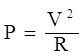 P = V² / R